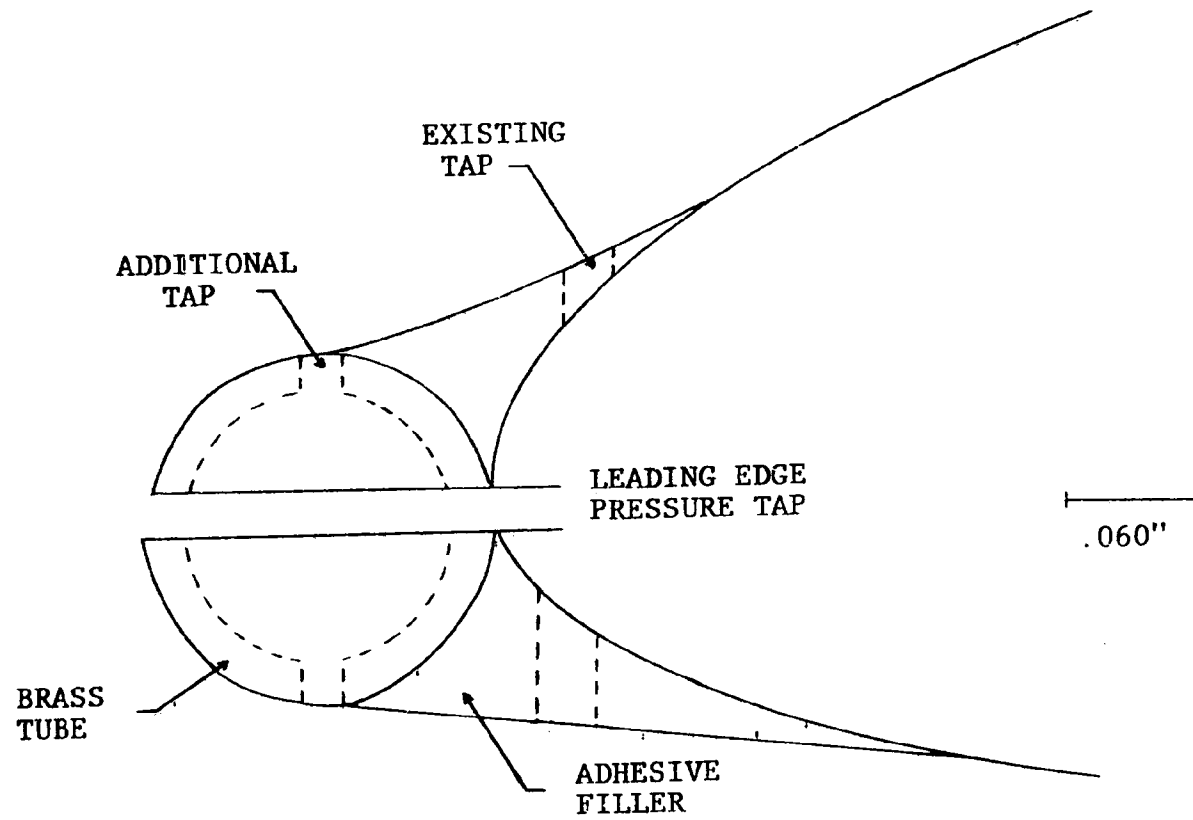 EXISTING
TAP
ADDITIONAL
TAP
LEADING EDGE
PRESSURE TAP
.060"
BRASS
TUBE
ADHESIVE
FILLER